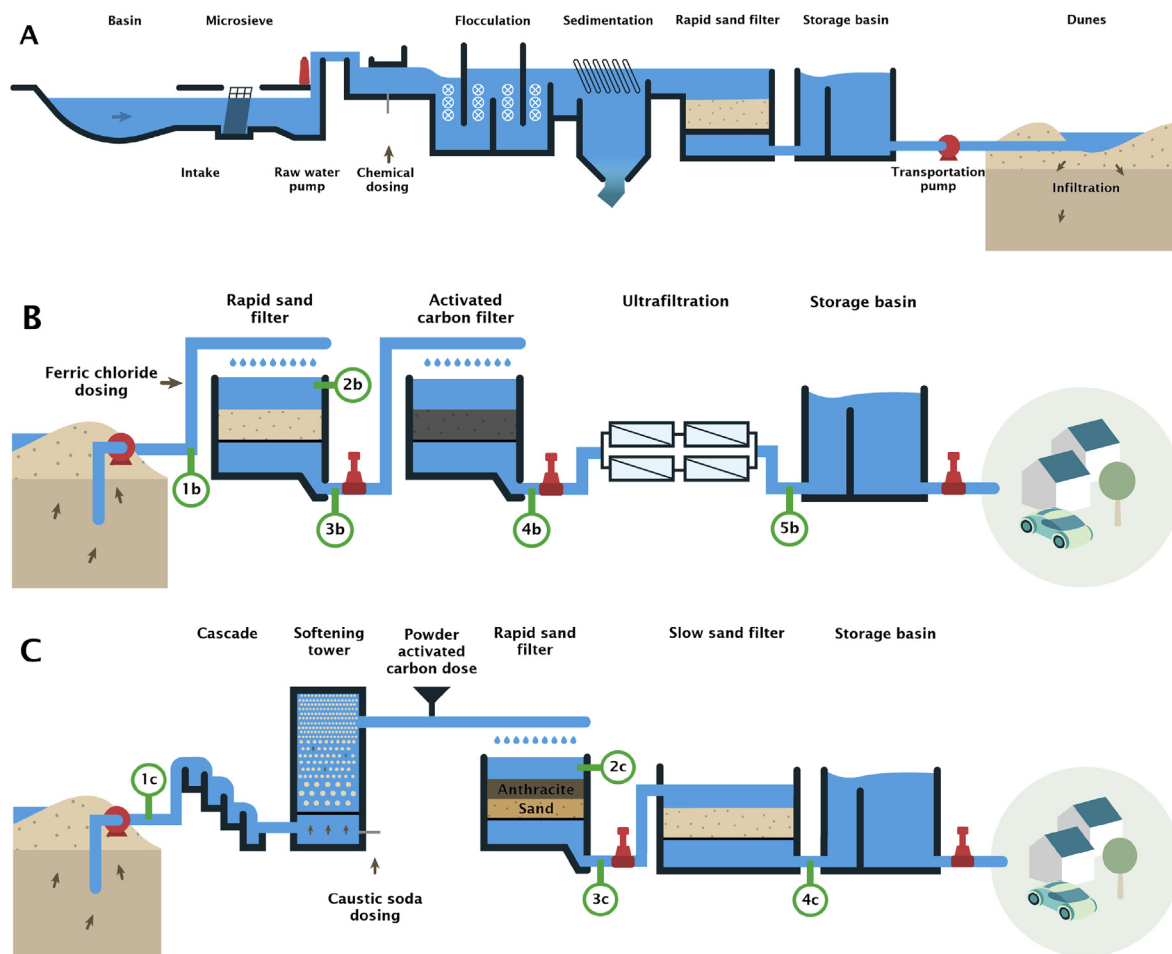 A
Basin
Microsieve
Flocculation
Sedimentation
Rapid sand filter
Storage basin
Dunes
Intake
Raw water
pump
Chemical
dosing
Transportation
pump
Infiltration
B
Rapid sand
filter
Activated
carbon filter
Ultrafiltration
Storage basin
Ferric chloride
dosing
2b
1b
3b
4b
5b
C
Cascade
Softening
tower
Powder
activated
carbon dose
Rapid sand
filter
Slow sand filter
Storage basin
1c
2c
Anthracite
Sand
3c
4c
Caustic soda
dosing